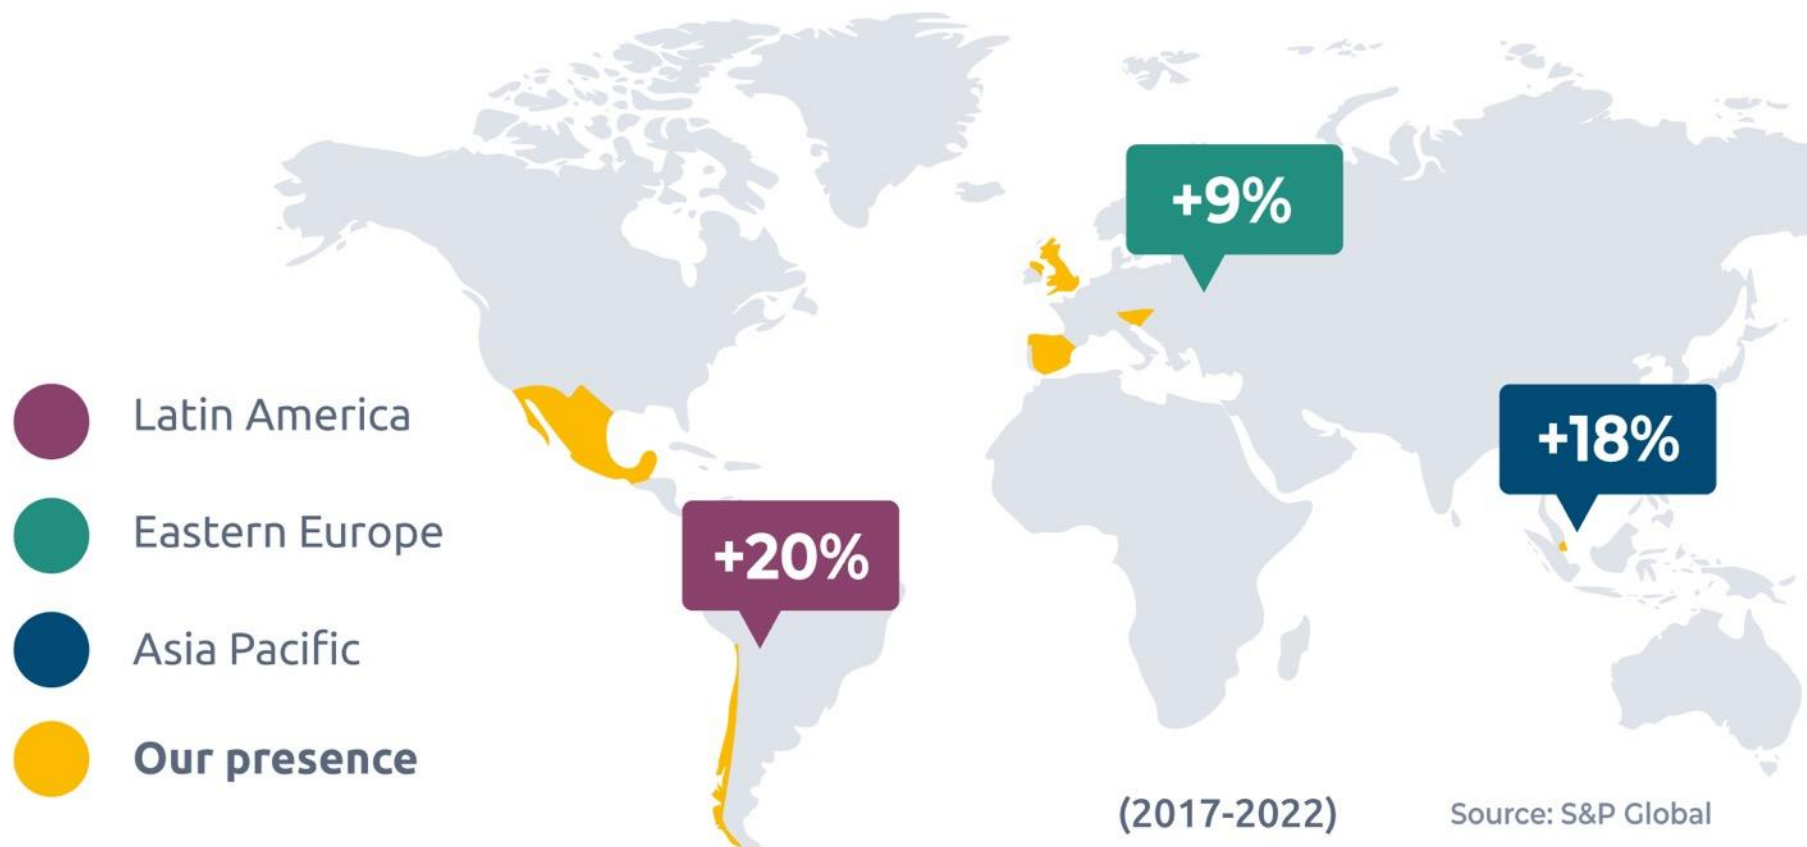 +9%
+18%
+20%
Latin America
Eastern Europe
Asia Pacific
Our presence
(2017-2022)
Source: S&P Global